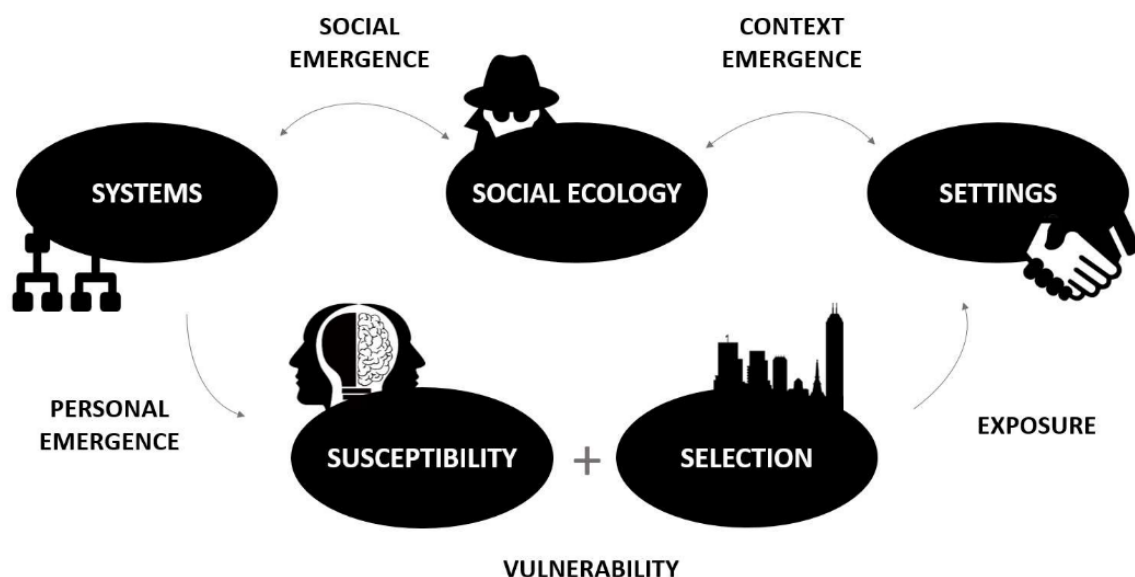 SOCIAL
EMERGENCE
CONTEXT
EMERGENCE
SYSTEMS
SOCIAL ECOLOGY
SETTINGS
PERSONAL
EMERGENCE
SUSCEPTIBILITY
+
SELECTION
EXPOSURE
VULNERABILITY